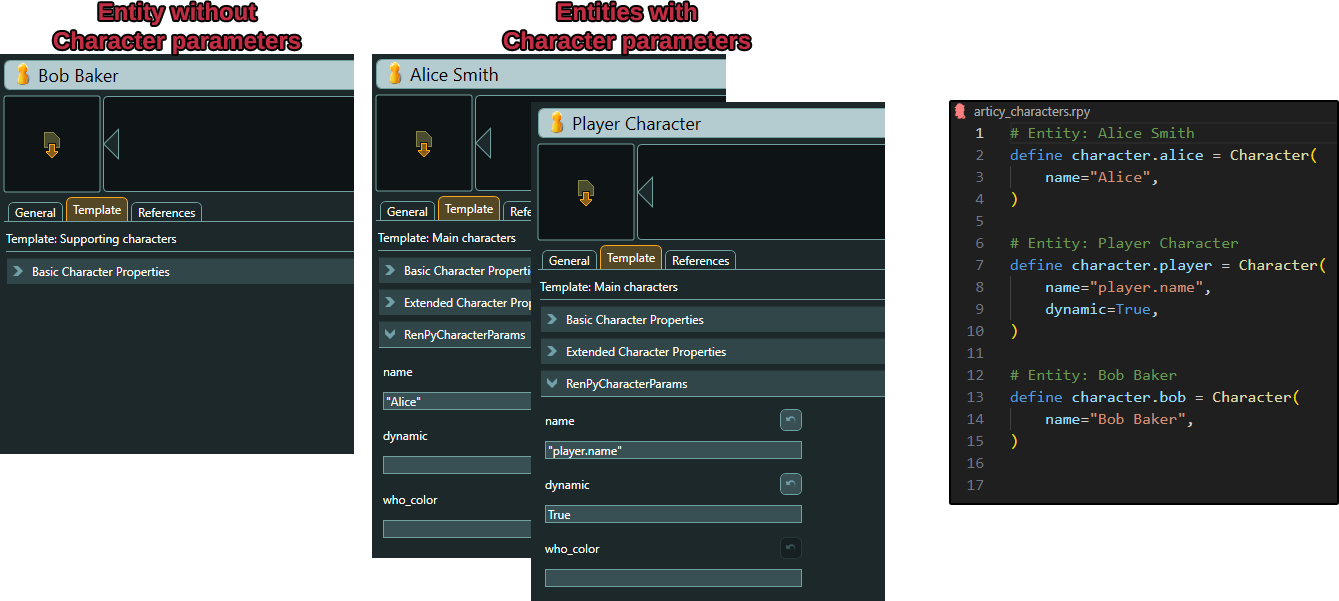 Entity without
Character parameters
Bob Baker
General
Template
References
Template: Supporting characters
Basic Character Properties
Entities with
Character parameters
Alice Smith
General
Template
Refe
Template: Main characters
Basic Character Properti
Extended Character Prop
RenPyCharacterParams
name
"Alice"
dynamic
who_color
Player Character
General
Template
References
Template: Main characters
Basic Character Properties
Extended Character Properties
RenPyCharacterParams
name
"player.name"
dynamic
True
who_color
articy_characters.rpy
1 # Entity: Alice Smith
2 define character.alice = Character(
3 name="Alice",
4 )
5
6 # Entity: Player Character
7 define character.player = Character(
8 name="player.name",
9 dynamic=True,
10 )
11
12 # Entity: Bob Baker
13 define character.bob = Character(
14 name="Bob Baker",
15 )
16
17